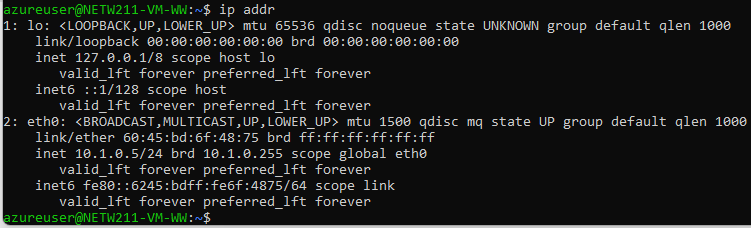 azureuser@NETW211-VM-WW:~$ ip addr
1: lo: <LOOPBACK,UP,LOWER_UP> mtu 65536 qdisc noqueue state UNKNOWN group default qlen 1000
    link/loopback 00:00:00:00:00:00 brd 00:00:00:00:00:00
    inet 127.0.0.1/8 scope host lo
       valid_lft forever preferred_lft forever
    inet6 ::1/128 scope host
       valid_lft forever preferred_lft forever
2: eth0: <BROADCAST,MULTICAST,UP,LOWER_UP> mtu 1500 qdisc mq state UP group default qlen 1000
    link/ether 60:45:bd:6f:48:75 brd ff:ff:ff:ff:ff:ff
    inet 10.1.0.5/24 brd 10.1.0.255 scope global eth0
       valid_lft forever preferred_lft forever
    inet6 fe80::6245:bdff:fe6f:4875/64 scope link
       valid_lft forever preferred_lft forever
azureuser@NETW211-VM-WW:~$